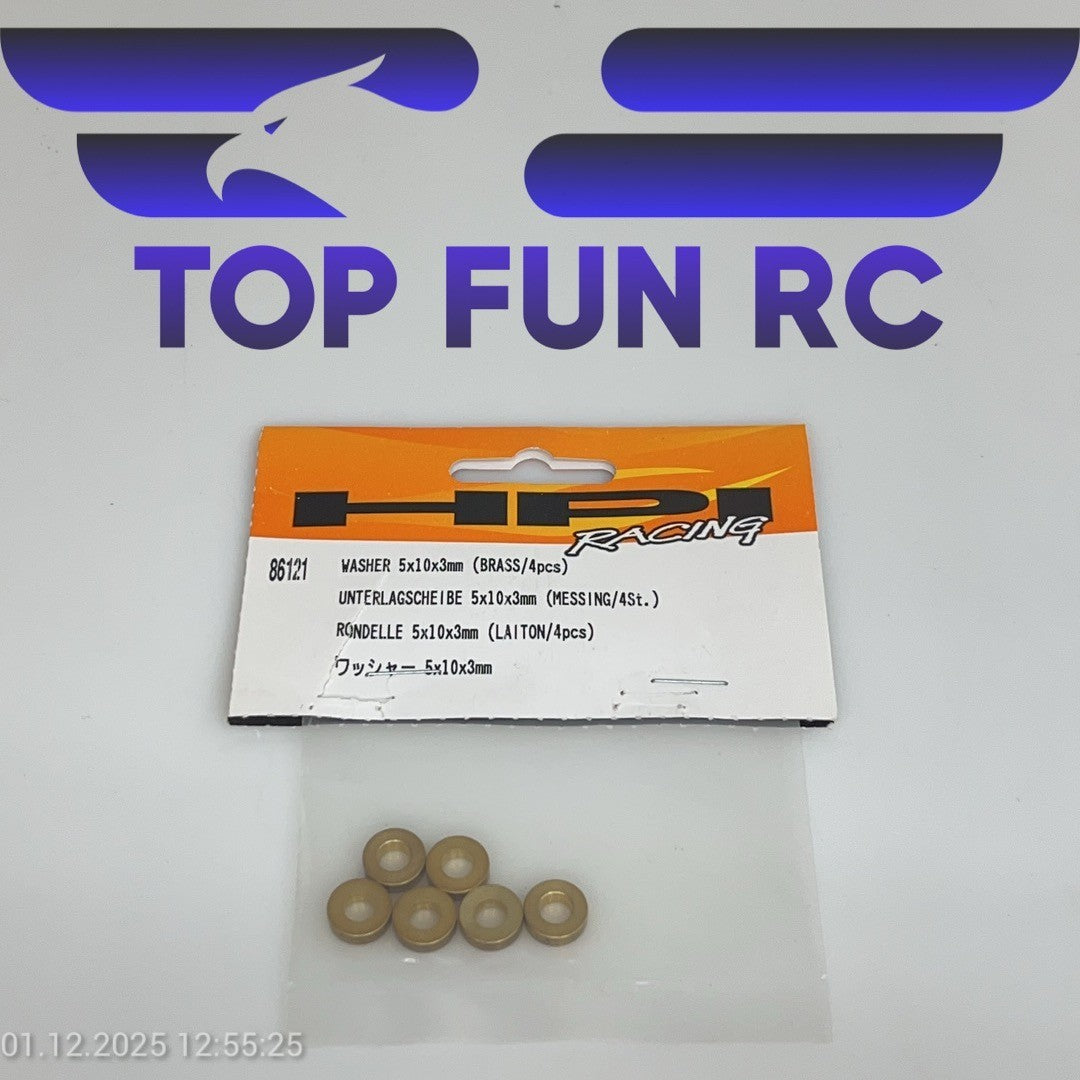 TOP FUN RC
HPI
RACING
86121
WASHER 5x10x3mm (BRASS/4pcs)
UNTERLAGSCHEIBE 5x10x3mm (MESSING/4St.)
RONDELLE 5x10x3mm (LAITON/4pcs)
ワッシャー 5x10x3mm
01.12.2025 12:55:25